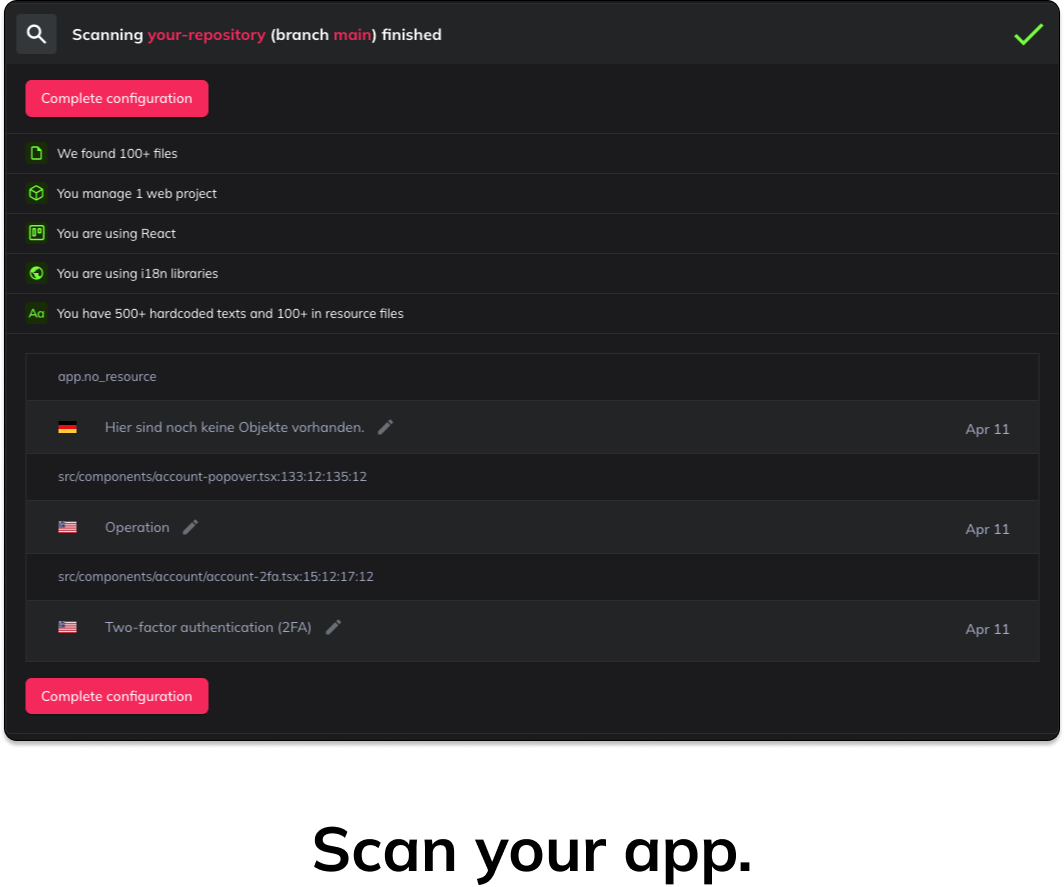 Scanning your-repository (branch main) finished
Complete configuration
We found 100+ files
You manage 1 web project
You are using React
You are using i18n libraries
Aa You have 500+ hardcoded texts and 100+ in resource files
app.no_resource
Hier sind noch keine Objekte vorhanden. Apr 11
src/components/account-popover.tsx:133:12:135:12
Operation Apr 11
src/components/account/account-2fa.tsx:15:12:17:12
Two-factor authentication (2FA) Apr 11
Complete configuration
Scan your app.